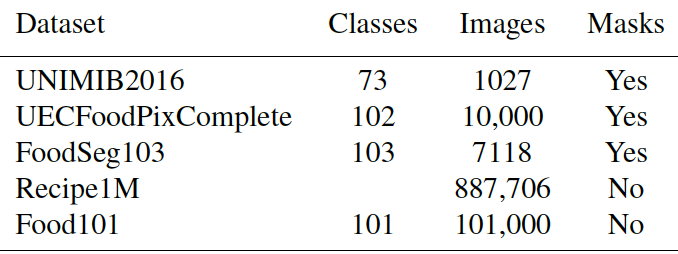 Dataset Classes Images Masks
UNIMIB2016 73 1027 Yes
UECFoodPixComplete 102 10,000 Yes
FoodSeg103 103 7118 Yes
Recipe1M 887,706 No
Food101 101 101,000 No